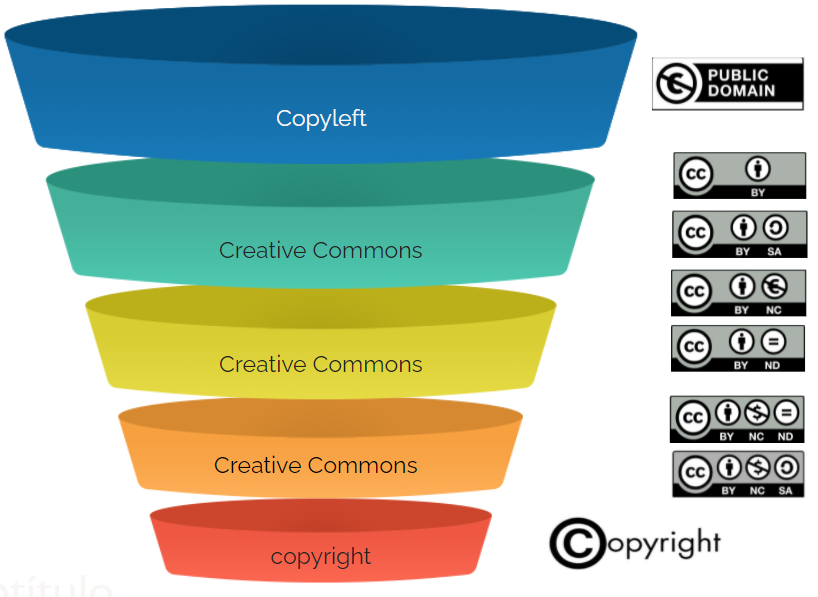 Copyleft
PUBLIC
DOMAIN
Creative Commons
cc
BY
cc
BY SA
Creative Commons
cc
BY NC
cc
BY ND
Creative Commons
cc
BY NC ND
cc
BY NC SA
copyright
Copyright